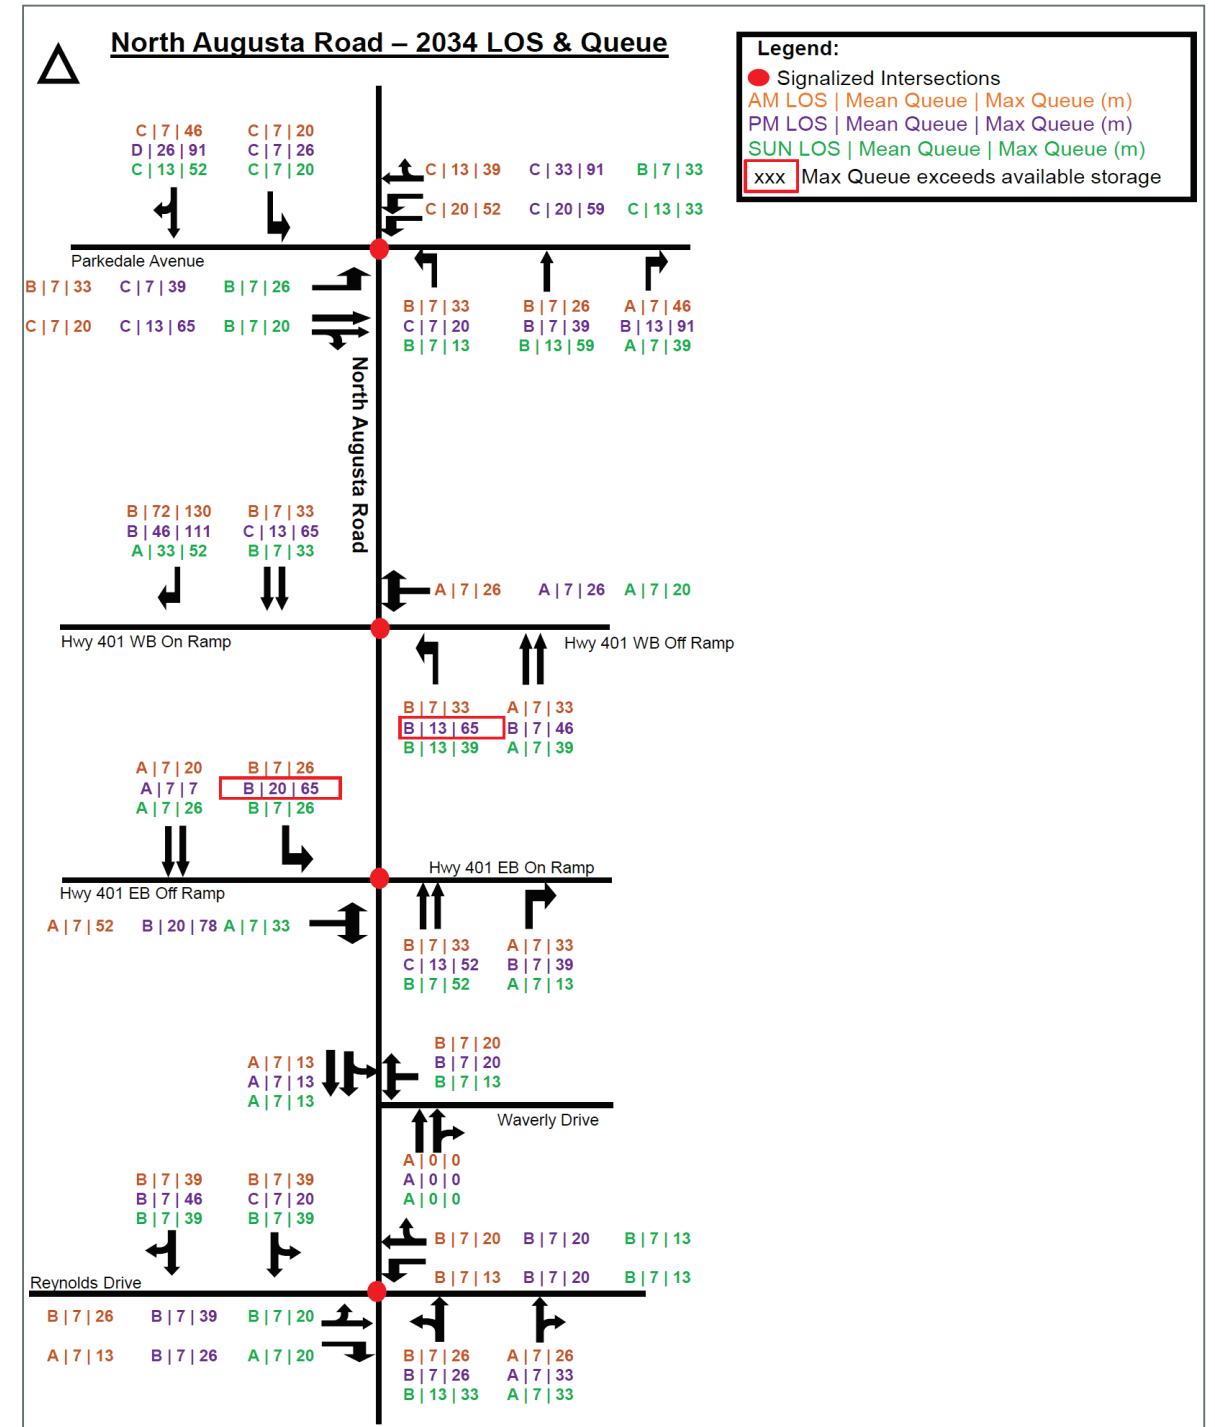 North Augusta Road – 2034 LOS & Queue
Legend:
Signalized Intersections
AM LOS | Mean Queue | Max Queue (m)
PM LOS | Mean Queue | Max Queue (m)
SUN LOS | Mean Queue | Max Queue (m)
xxx Max Queue exceeds available storage
C | 7 | 46 C | 7 | 20
D | 26 | 91 C | 7 | 26
C | 13 | 52 C | 7 | 20
C | 13 | 39 C | 33 | 91 B | 7 | 33
C | 20 | 52 C | 20 | 59 C | 13 | 33
Parkedale Avenue
B | 7 | 33 C | 7 | 39 B | 7 | 26
C | 7 | 20 C | 13 | 65 B | 7 | 20
B | 7 | 33 B | 7 | 26 A | 7 | 46
C | 7 | 20 B | 7 | 39 B | 13 | 91
B | 7 | 13 B | 13 | 59 A | 7 | 39
North Augusta Road
B | 72 | 130 B | 7 | 33
B | 46 | 111 C | 13 | 65
A | 33 | 52 B | 7 | 33
A | 7 | 26 A | 7 | 26 A | 7 | 20
Hwy 401 WB On Ramp
Hwy 401 WB Off Ramp
B | 7 | 33 A | 7 | 33
B | 13 | 65 B | 7 | 46
B | 13 | 39 A | 7 | 39
A | 7 | 20 B | 7 | 26
A | 7 | 7 B | 20 | 65
A | 7 | 26 B | 7 | 26
Hwy 401 EB On Ramp
Hwy 401 EB Off Ramp
A | 7 | 52 B | 20 | 78 A | 7 | 33
B | 7 | 33 A | 7 | 33
C | 13 | 52 B | 7 | 39
B | 7 | 52 A | 7 | 13
B | 7 | 20
B | 7 | 20
B | 7 | 13
A | 7 | 13
A | 7 | 13
A | 7 | 13
Waverly Drive
A | 0 | 0
A | 0 | 0
A | 0 | 0
B | 7 | 39 B | 7 | 39
B | 7 | 46 C | 7 | 20
B | 7 | 39 B | 7 | 39
B | 7 | 20 B | 7 | 20 B | 7 | 13
B | 7 | 13 B | 7 | 20 B | 7 | 13
Reynolds Drive
B | 7 | 26 B | 7 | 39 B | 7 | 20
A | 7 | 13 B | 7 | 26 A | 7 | 20
B | 7 | 26 A | 7 | 26
B | 7 | 26 A | 7 | 33
B | 13 | 33 A | 7 | 33